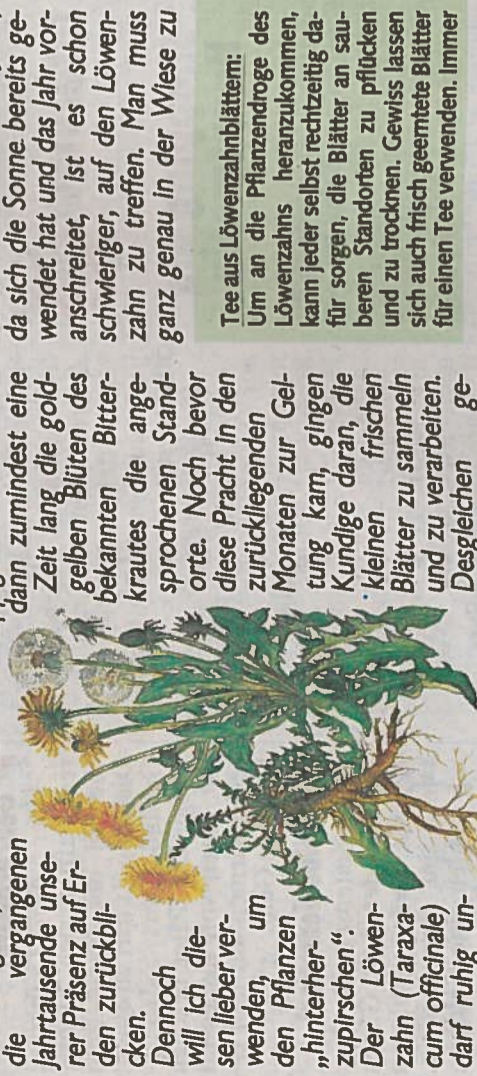 die vergangenen
Jahrtausende unse-
rer Präsenz auf Er-
den zurückbli-
cken.
Dennoch
will ich die-
sen lieber ver-
wenden, um
den Pflanzen
„hinterher-
zupirschen“.
Der Löwen-
zahn (Taraxa-
cum officinale)
darf ruhig un-
dann zumindest eine
Zeit lang die gold-
gelben Blüten des
bekannten Bitter-
krautes die ange-
sprochenen Stand-
orte. Noch bevor
diese Pracht in den
zurückliegenden
Monaten zur Gel-
tung kam, gingen
Kundige daran, die
kleinen frischen
Blätter zu sammeln
und zu verarbeiten.
Desgleichen ge-
da sich die Sonne bereits ge-
wendet hat und das Jahr vor-
anschreitet, ist es schon
schwieriger, auf den Löwen-
zahn zu treffen. Man muss
ganz genau in der Wiese zu
Tee aus Löwenzahnblättern:
Um an die Pflanzendroge des
Löwenzahns heranzukommen,
kann jeder selbst rechtzeitig da-
für sorgen, die Blätter an sau-
beren Standorten zu pflücken
und zu trocknen. Gewiss lassen
sich auch frisch geerntete Blätter
für einen Tee verwenden. Immer